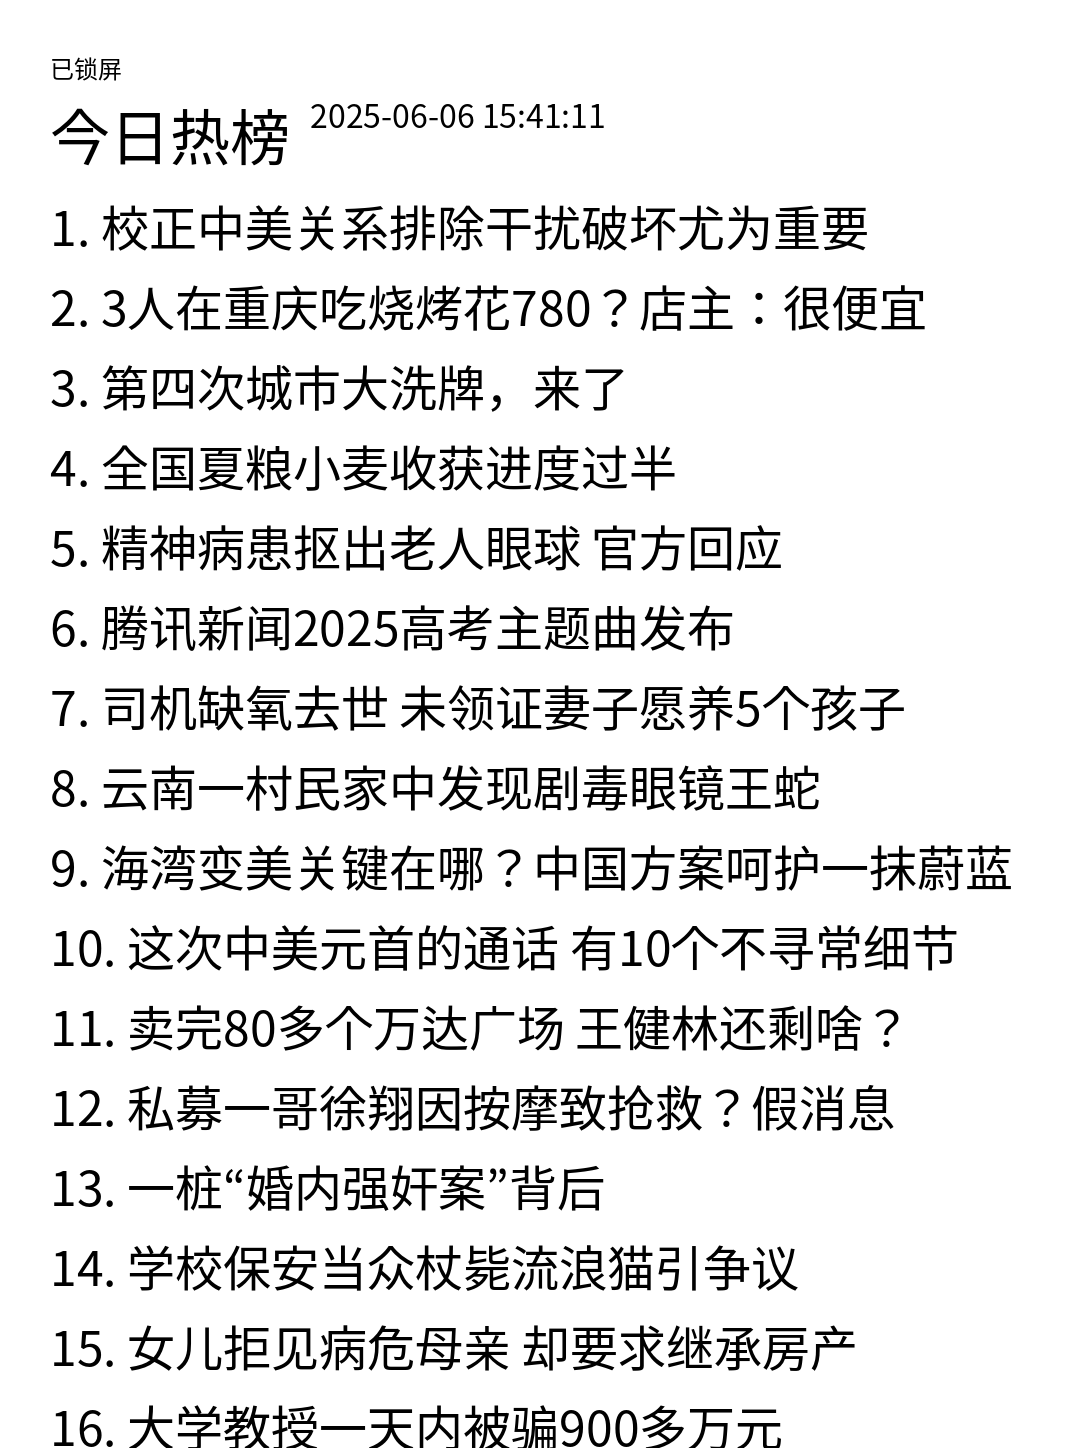 已锁屏
今日热榜 2025-06-06 15:41:11
1. 校正中美关系排除干扰破坏尤为重要
2. 3人在重庆吃烧烤花780？店主：很便宜
3. 第四次城市大洗牌，来了
4. 全国夏粮小麦收获进度过半
5. 精神病患抠出老人眼球 官方回应
6. 腾讯新闻2025高考主题曲发布
7. 司机缺氧去世 未领证妻子愿养5个孩子
8. 云南一村民家中发现剧毒眼镜王蛇
9. 海湾变美关键在哪？中国方案呵护一抹蔚蓝
10. 这次中美元首的通话 有10个不寻常细节
11. 卖完80多个万达广场 王健林还剩啥？
12. 私募一哥徐翔因按摩致抢救？假消息
13. 一桩“婚内强奸案”背后
14. 学校保安当众杖毙流浪猫引争议
15. 女儿拒见病危母亲 却要求继承房产
16. 大学教授一天内被骗900多万元